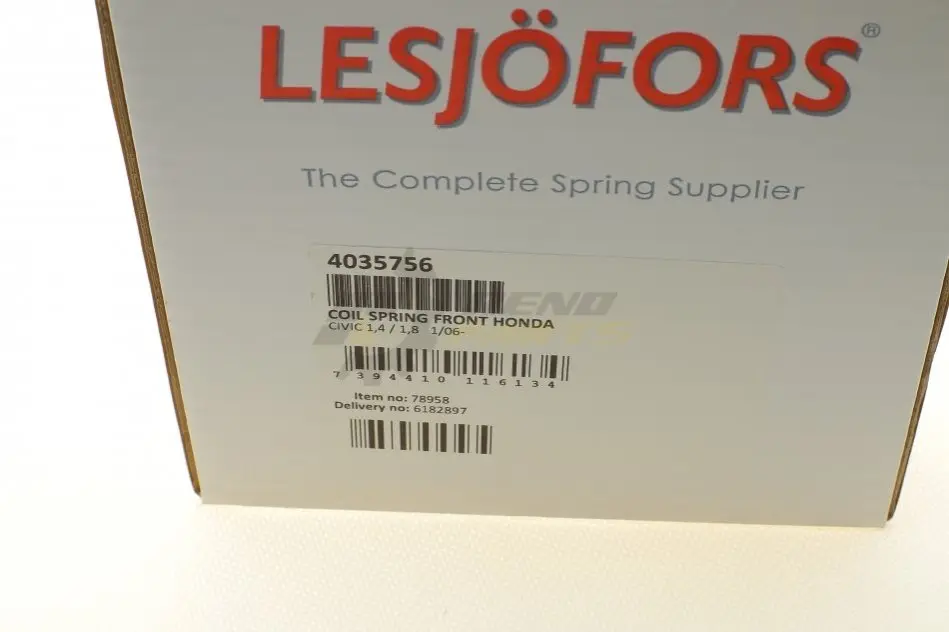 LESJÖFORS®
The Complete Spring Supplier
4035756
COIL SPRING FRONT HONDA
CIVIC 1,4 / 1,8 1/06-
7 394410 116134
Item no: 78958
Delivery no: 6182897